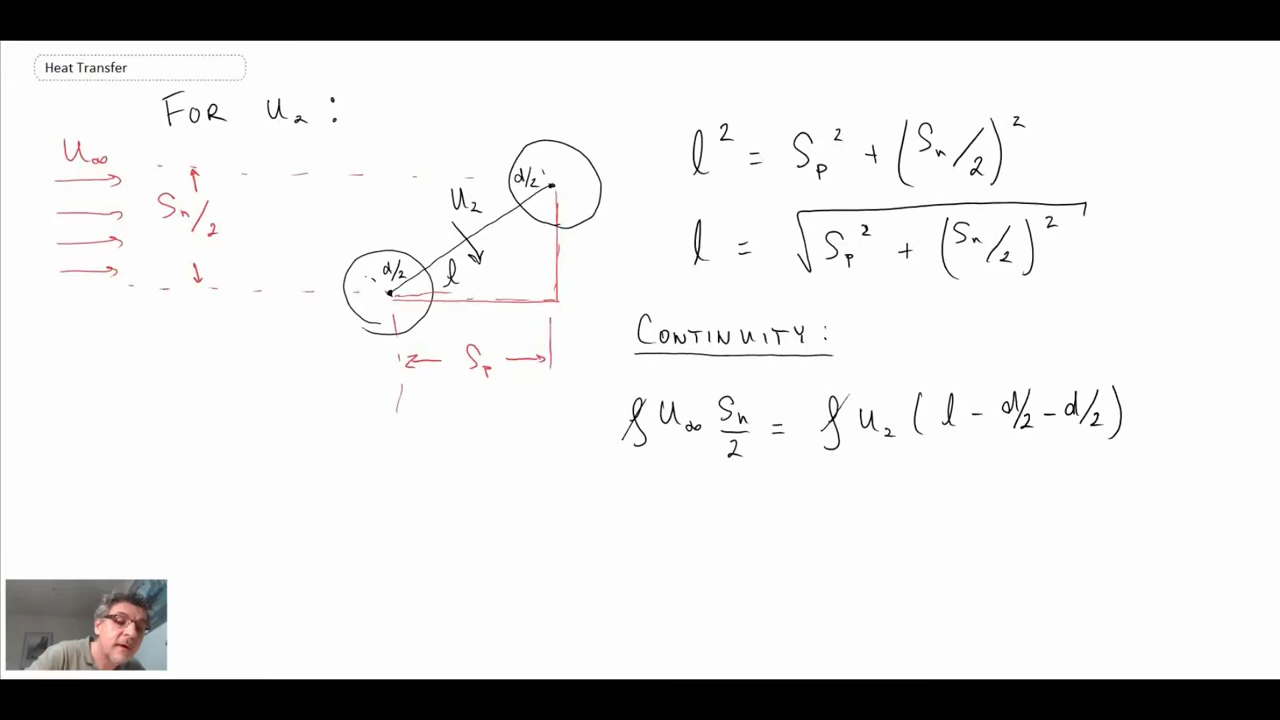 Heat Transfer
FOR u₂ :
u∞
Sn/2
d/2
u₂
d/2
l
Sp
l² = Sp² + (Sn/2)²
l = √(Sp² + (Sn/2)²)
CONTINUITY :
ρ u∞ Sn/2 = ρ u₂ ( l - d/2 - d/2 )